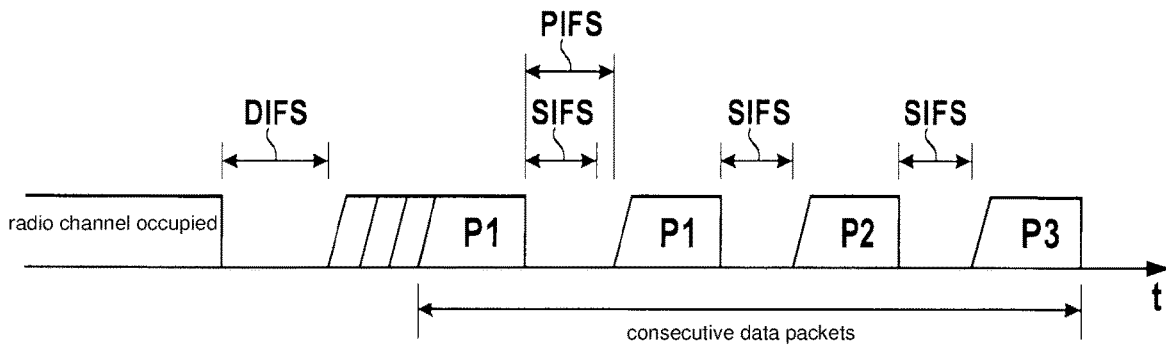 PIFS
DIFS
SIFS
SIFS
SIFS
radio channel occupied
P1
P1
P2
P3
t
consecutive data packets